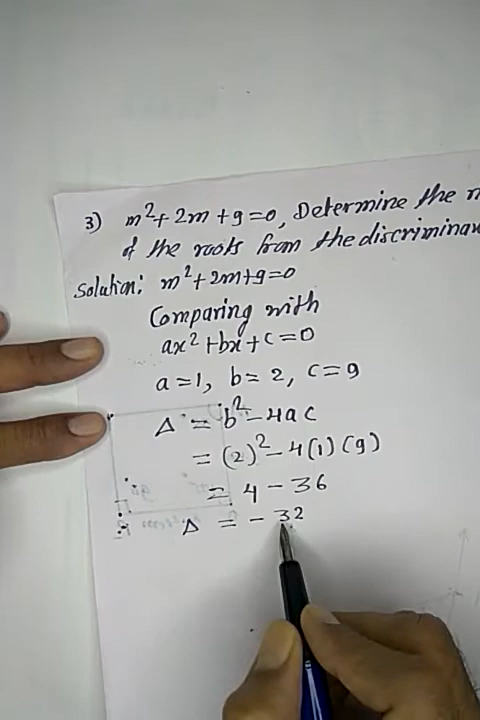 3) m²+2m+9=0, Determine the
of the roots from the discriminan
Solution: m²+2m+9=0
Comparing with
ax²+bx+c=0
a=1, b=2, c=9
Δ = b²-4ac
= (2)²-4(1)(9)
= 4-36
Δ = -32